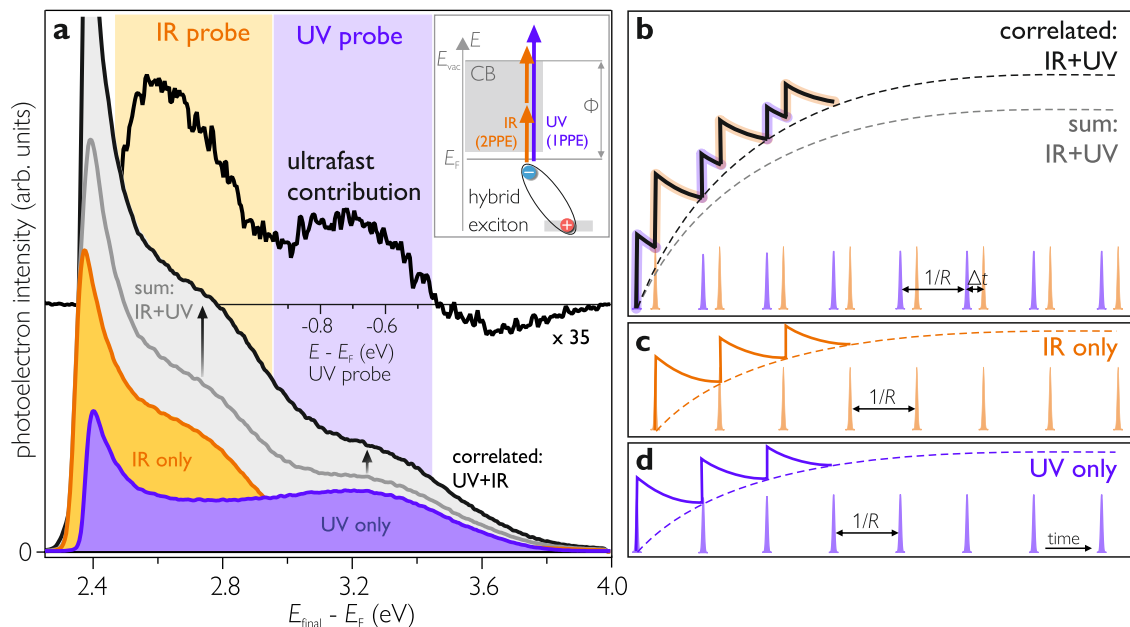 a
IR probe
UV probe
E
E_vac
CB
Φ
IR
(2PPE)
UV
(1PPE)
E_F
hybrid
exciton
ultrafast
contribution
sum:
IR+UV
-0.8
-0.6
E - E_F (eV)
UV probe
x 35
IR only
correlated:
UV+IR
UV only
photoelectron intensity (arb. units)
0
2.4
2.8
3.2
3.6
4.0
E_final - E_F (eV)
b
correlated:
IR+UV
sum:
IR+UV
1/R
Δt
c
IR only
1/R
d
UV only
1/R
time